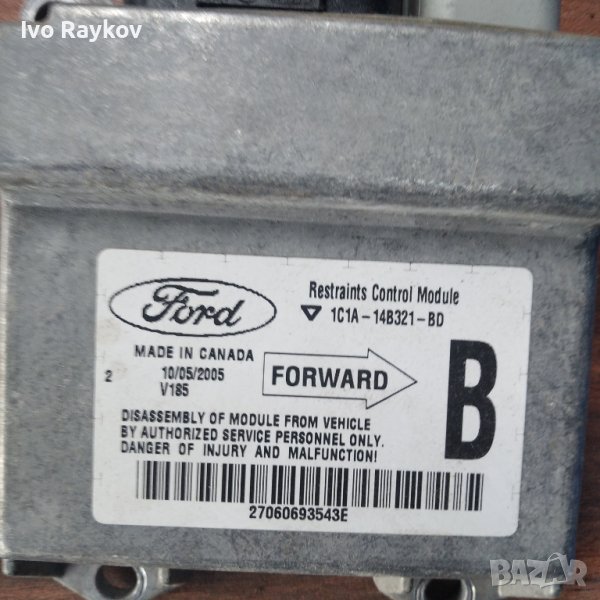 Ivo Raykov
Ford
Restraints Control Module
1C1A-14B321-BD
MADE IN CANADA
2
10/05/2005
V185
FORWARD
B
DISASSEMBLY OF MODULE FROM VEHICLE
BY AUTHORIZED SERVICE PERSONNEL ONLY.
DANGER OF INJURY AND MALFUNCTION!
27060693543E
BAZAR